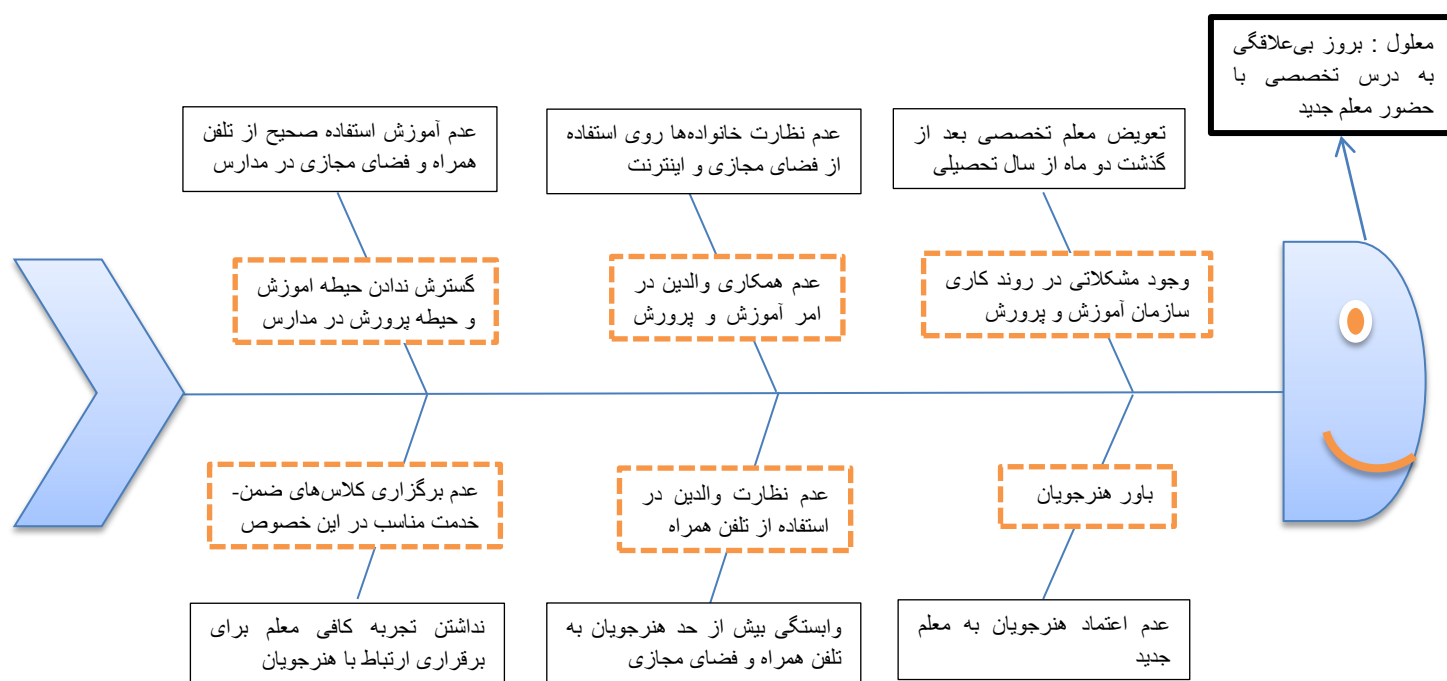 معلول : بروز بی‌علاقگی
به درس تخصصی با
حضور معلم جدید
تعویض معلم تخصصی بعد از
گذشت دو ماه از سال تحصیلی
عدم نظارت خانواده‌ها روی استفاده
از فضای مجازی و اینترنت
عدم آموزش استفاده صحیح از تلفن
همراه و فضای مجازی در مدارس
وجود مشکلاتی در روند کاری
سازمان آموزش و پرورش
عدم همکاری والدین در
امر آموزش و پرورش
گسترش ندادن حیطه اموزش
و حیطه پرورش در مدارس
باور هنرجویان
عدم نظارت والدین در
استفاده از تلفن همراه
عدم برگزاری کلاس‌های ضمن-
خدمت مناسب در این خصوص
عدم اعتماد هنرجویان به معلم
جدید
وابستگی بیش از حد هنرجویان به
تلفن همراه و فضای مجازی
نداشتن تجربه کافی معلم برای
برقراری ارتباط با هنرجویان